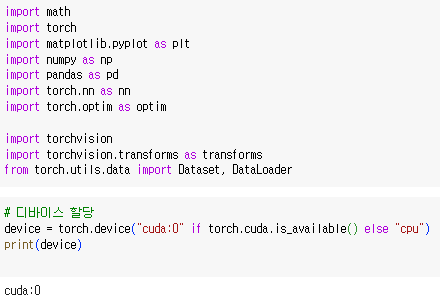 import math
import torch
import matplotlib.pyplot as plt
import numpy as np
import pandas as pd
import torch.nn as nn
import torch.optim as optim
import torchvision
import torchvision.transforms as transforms
from torch.utils.data import Dataset, DataLoader
# 디바이스 할당
device = torch.device("cuda:0" if torch.cuda.is_available() else "cpu")
print(device)
cuda:0